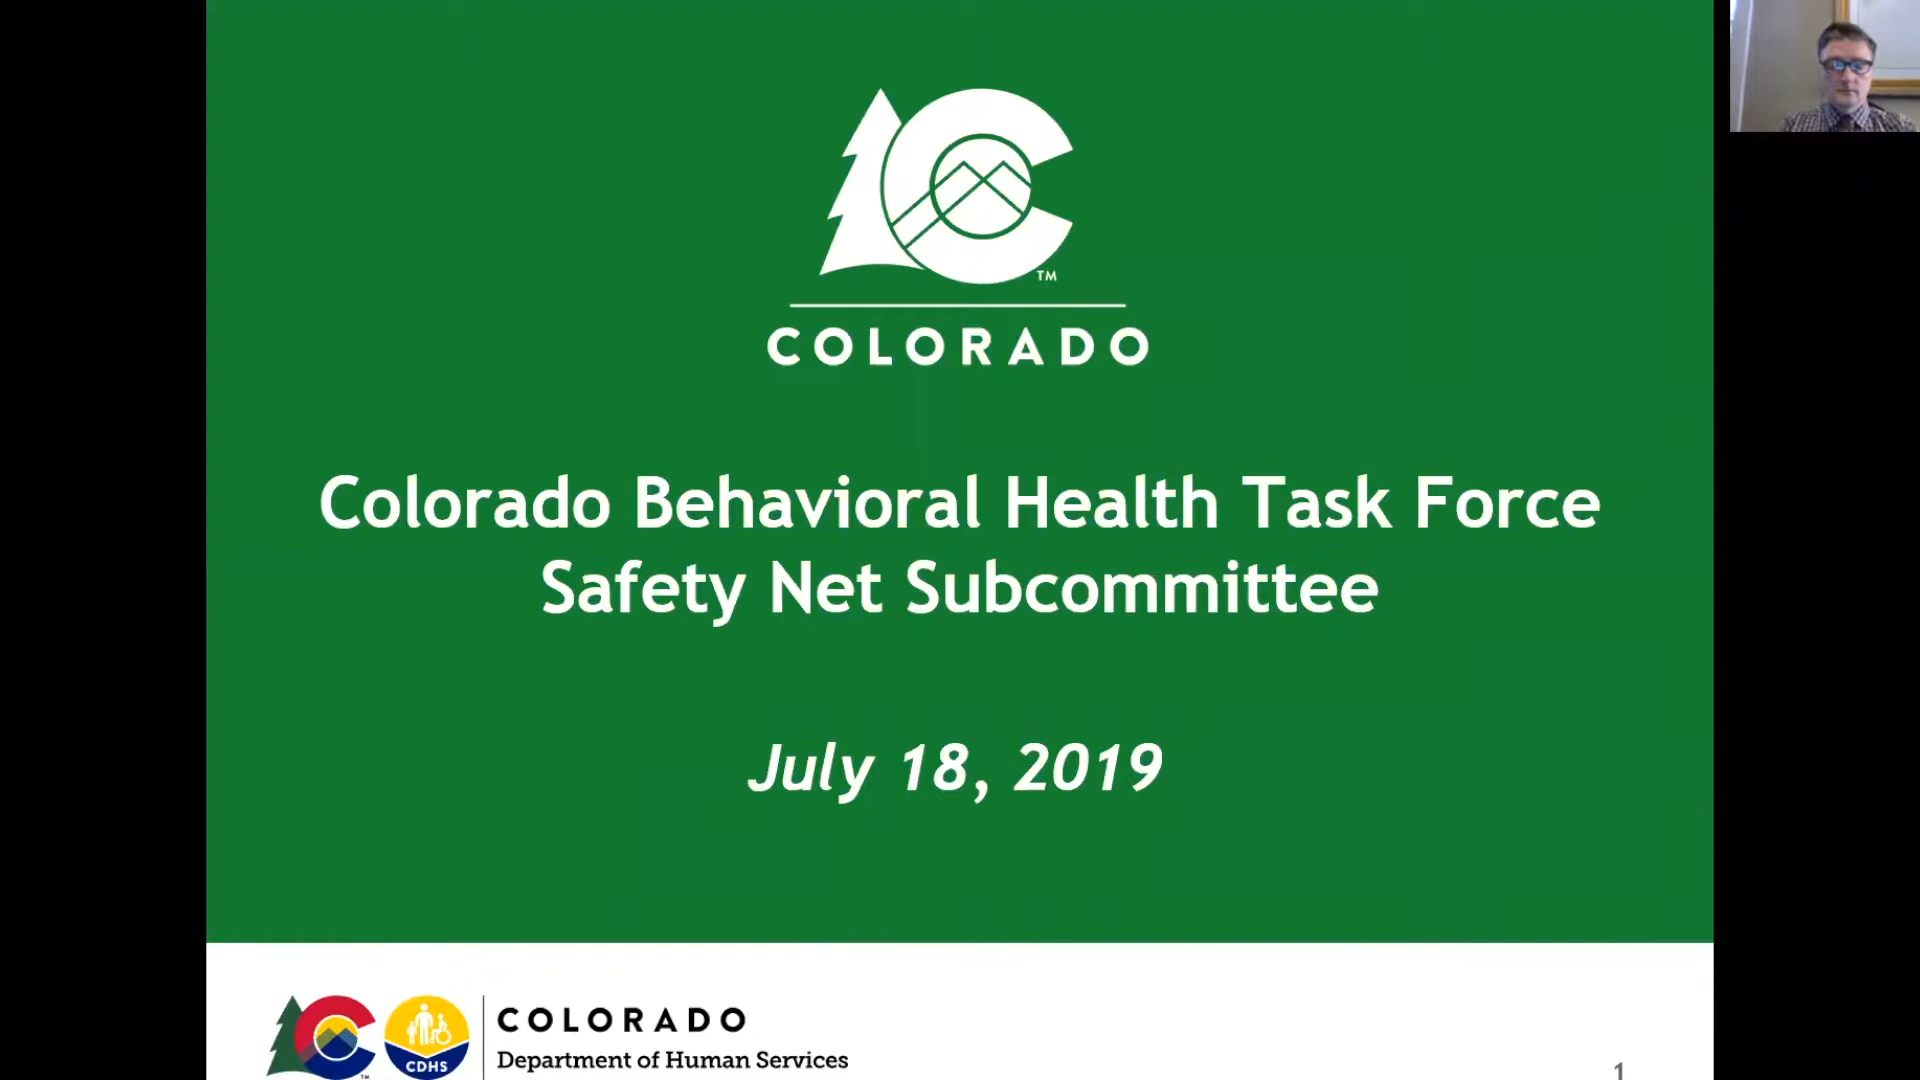 TM
COLORADO
Colorado Behavioral Health Task Force
Safety Net Subcommittee
July 18, 2019
TM
CDHS
COLORADO
Department of Human Services
1